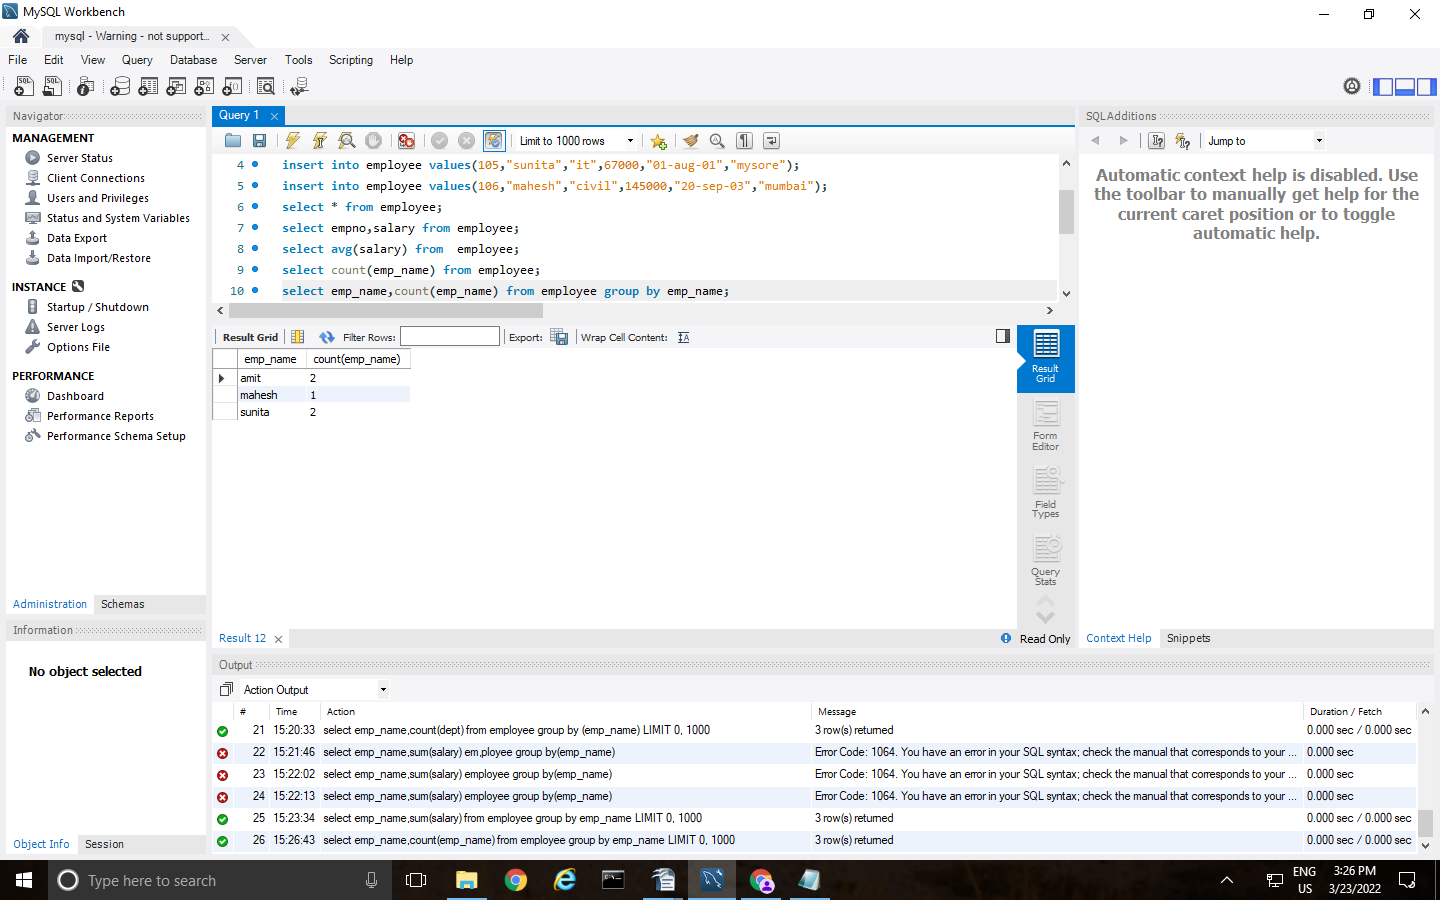 MySQL Workbench
mysql - Warning - not support...
File Edit View Query Database Server Tools Scripting Help
Navigator
MANAGEMENT
Server Status
Client Connections
Users and Privileges
Status and System Variables
Data Export
Data Import/Restore
INSTANCE
Startup / Shutdown
Server Logs
Options File
PERFORMANCE
Dashboard
Performance Reports
Performance Schema Setup
Administration Schemas
Information
No object selected
Object Info Session
Query 1
Limit to 1000 rows
4 insert into employee values(105,"sunita","it",67000,"01-aug-01","mysore");
5 insert into employee values(106,"mahesh","civil",145000,"20-sep-03","mumbai");
6 select * from employee;
7 select empno,salary from employee;
8 select avg(salary) from  employee;
9 select count(emp_name) from employee;
10 select emp_name,count(emp_name) from employee group by emp_name;
Result Grid Filter Rows: Export: Wrap Cell Content:
emp_name count(emp_name)
amit 2
mahesh 1
sunita 2
Result Grid
Form Editor
Field Types
Query Stats
Result 12 Read Only
SQLAdditions
Jump to
Automatic context help is disabled. Use
the toolbar to manually get help for the
current caret position or to toggle
automatic help.
Context Help Snippets
Output
Action Output
# Time Action Message Duration / Fetch
21 15:20:33 select emp_name,count(dept) from employee group by (emp_name) LIMIT 0, 1000 3 row(s) returned 0.000 sec / 0.000 sec
22 15:21:46 select emp_name,sum(salary) em,ployee group by(emp_name) Error Code: 1064. You have an error in your SQL syntax; check the manual that corresponds to your ... 0.000 sec
23 15:22:02 select emp_name,sum(salary) employee group by(emp_name) Error Code: 1064. You have an error in your SQL syntax; check the manual that corresponds to your ... 0.000 sec
24 15:22:13 select emp_name,sum(salary) employee group by(emp_name) Error Code: 1064. You have an error in your SQL syntax; check the manual that corresponds to your ... 0.000 sec
25 15:23:34 select emp_name,sum(salary) from employee group by emp_name LIMIT 0, 1000 3 row(s) returned 0.000 sec / 0.000 sec
26 15:26:43 select emp_name,count(emp_name) from employee group by emp_name LIMIT 0, 1000 3 row(s) returned 0.000 sec / 0.000 sec
Type here to search
ENG
US
3:26 PM
3/23/2022